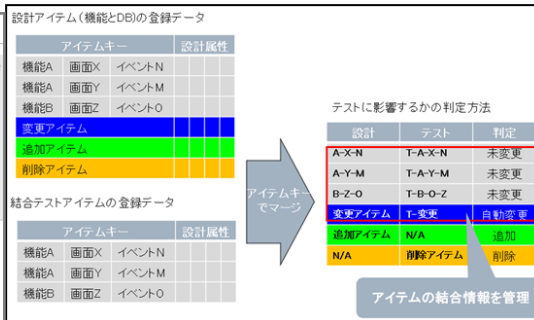 設計アイテム(機能とDB)の登録データ
アイテムキー 設計属性
機能A 画面X イベントN
機能A 画面Y イベントM
機能B 画面Z イベントO
変更アイテム
追加アイテム
削除アイテム
結合テストアイテムの登録データ
アイテムキー 設計属性
機能A 画面X イベントN
機能A 画面Y イベントM
機能B 画面Z イベントO
アイテムキー
でマージ
テストに影響するかの判定方法
設計 テスト 判定
A-X-N T-A-X-N 未変更
A-Y-M T-A-Y-M 未変更
B-Z-O T-B-O-Z 未変更
変更アイテム T-変更 自動変更
追加アイテム N/A 追加
N/A 削除アイテム 削除
アイテムの結合情報を管理